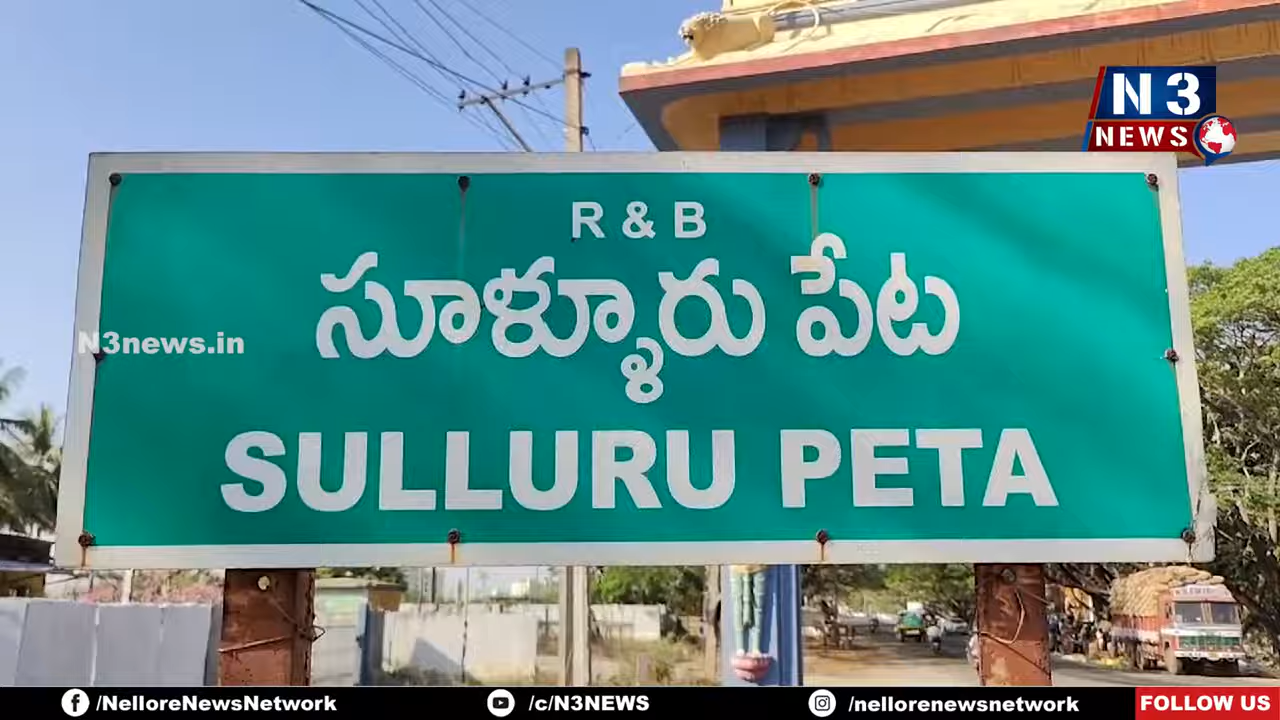 N3
NEWS
R & B
సూళ్ళూరు పేట
N3news.in
SULLURU PETA
/NelloreNewsNetwork
/c/N3NEWS
/nellorenewsnetwork
FOLLOW US